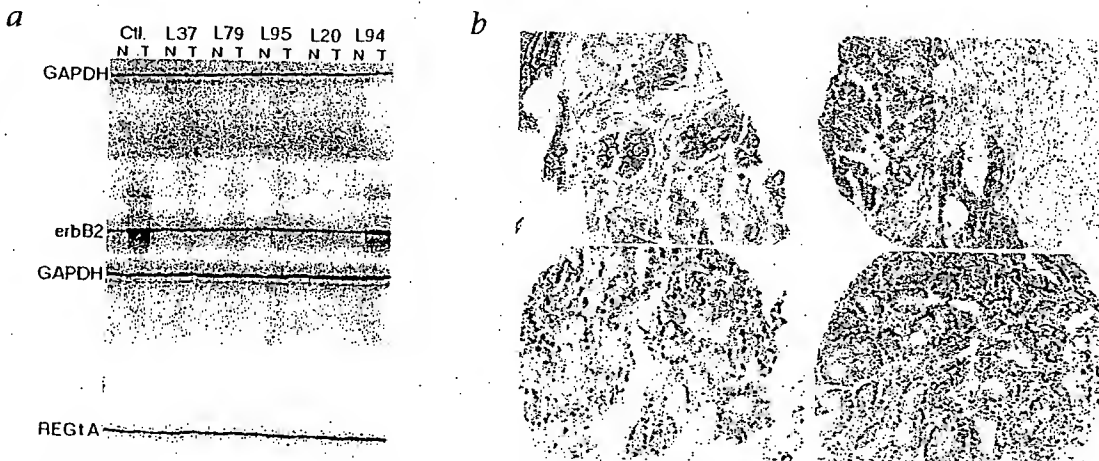 a
Ctl. L37 L79 L95 L20 L94
N T N T N T N T N T N T
GAPDH
erbB2
GAPDH
REG1A
b